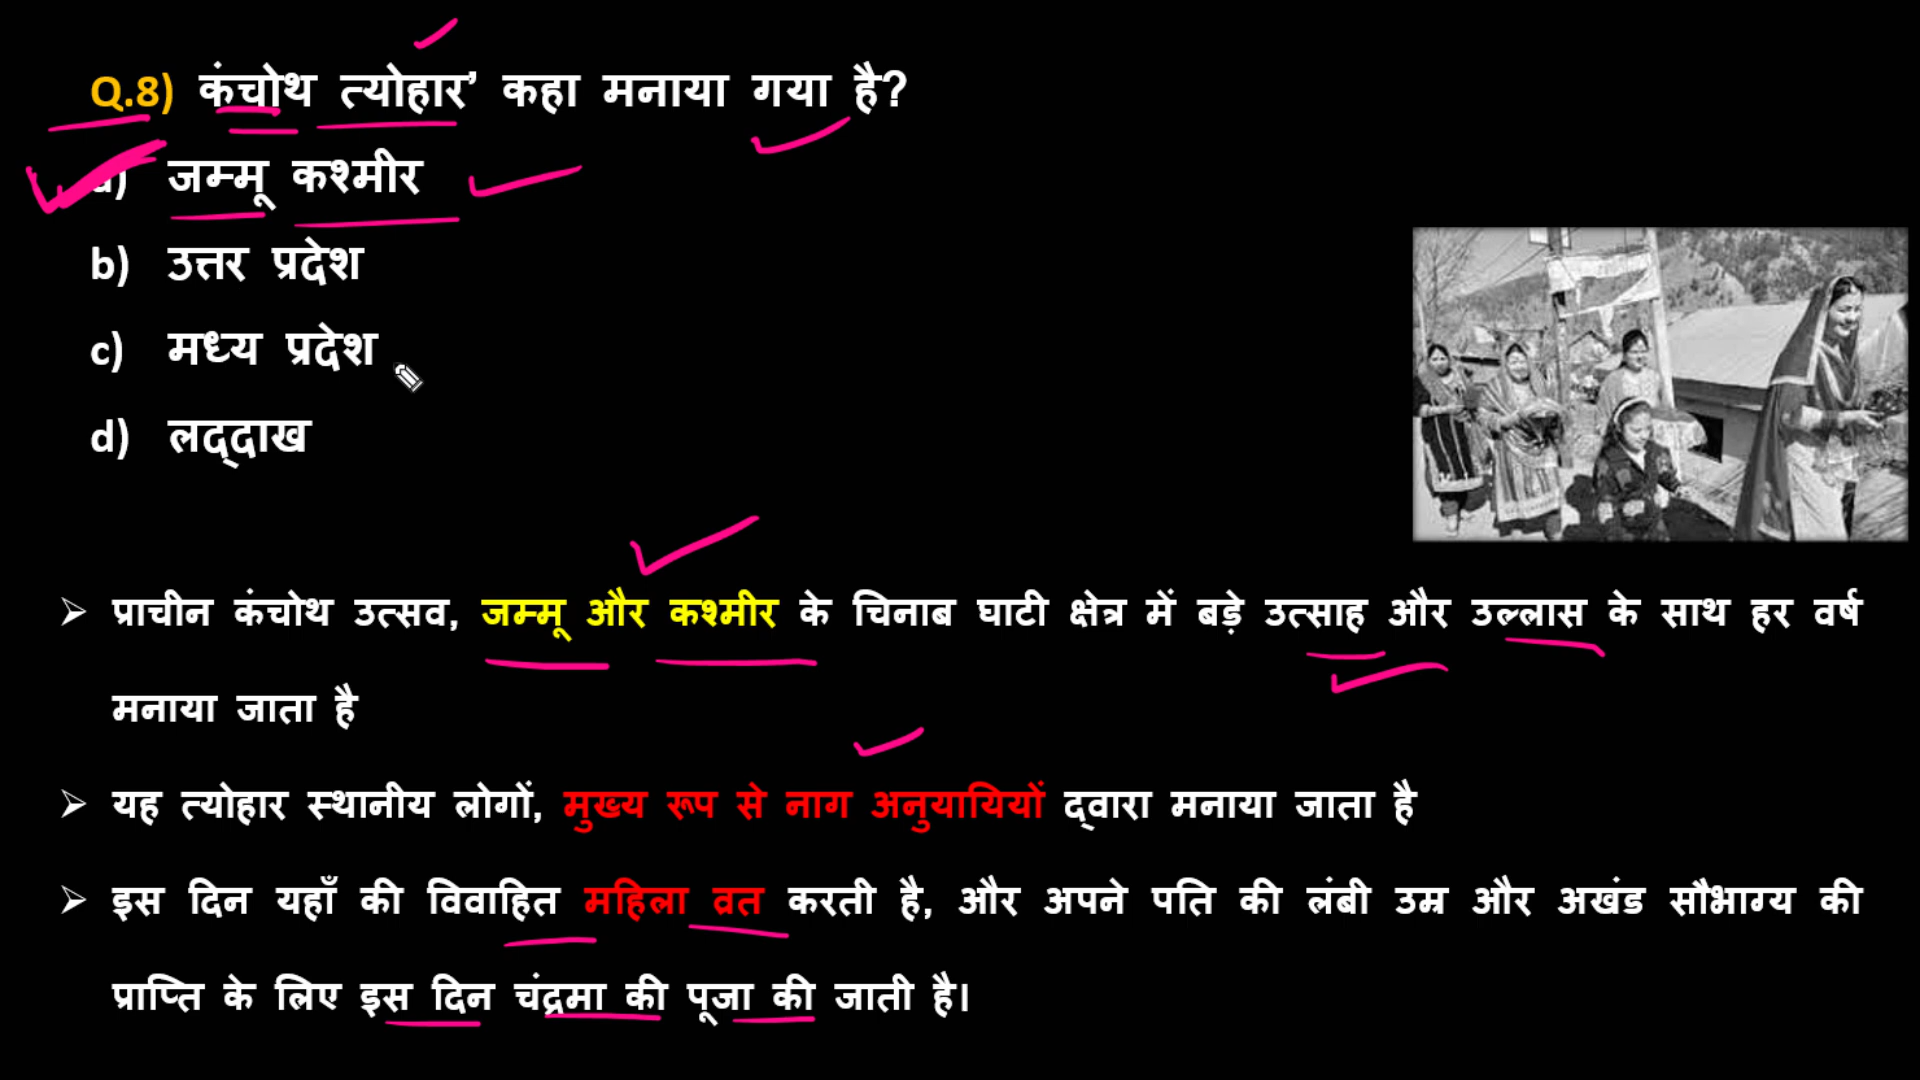 Q.8) कंचोथ त्योहार’ कहा मनाया गया है?
a) जम्मू कश्मीर
b) उत्तर प्रदेश
c) मध्य प्रदेश
d) लद्दाख
➢ प्राचीन कंचोथ उत्सव, जम्मू और कश्मीर के चिनाब घाटी क्षेत्र में बड़े उत्साह और उल्लास के साथ हर वर्ष
मनाया जाता है
➢ यह त्योहार स्थानीय लोगों, मुख्य रूप से नाग अनुयायियों द्वारा मनाया जाता है
➢ इस दिन यहाँ की विवाहित महिला व्रत करती है, और अपने पति की लंबी उम्र और अखंड सौभाग्य की
प्राप्ति के लिए इस दिन चंद्रमा की पूजा की जाती है।